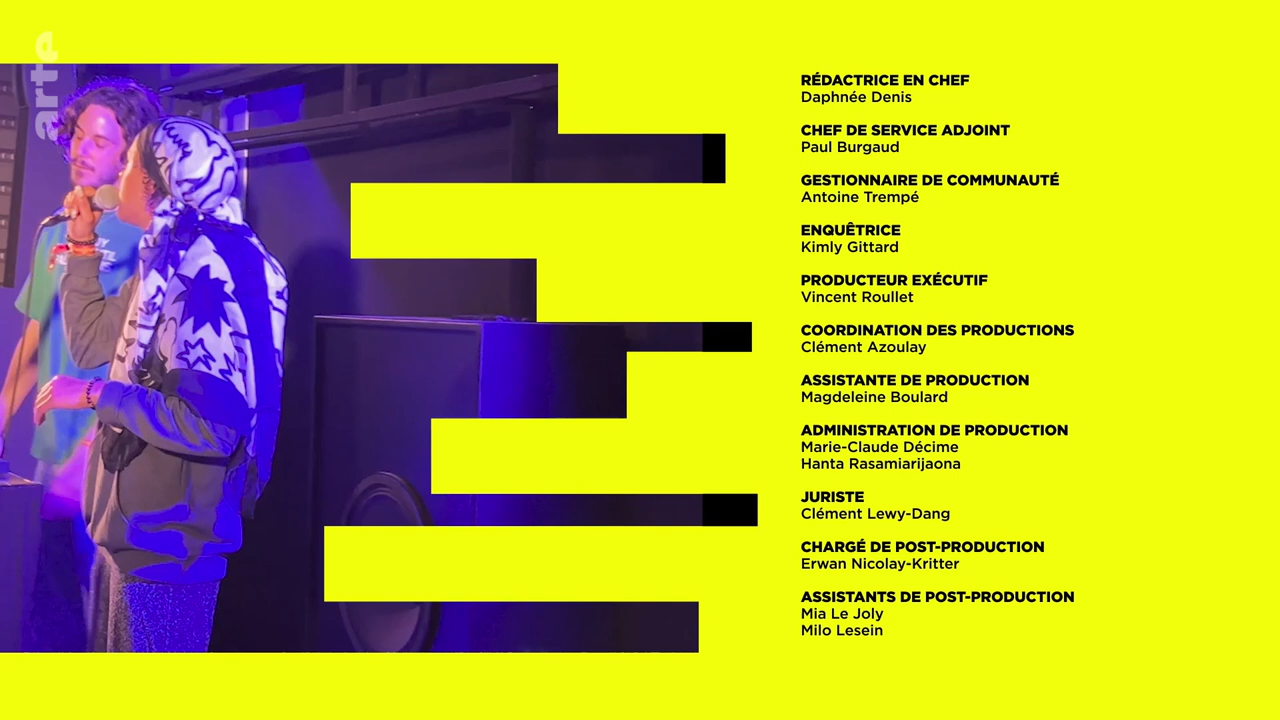 arte
RÉDACTRICE EN CHEF
Daphnée Denis
CHEF DE SERVICE ADJOINT
Paul Burgaud
GESTIONNAIRE DE COMMUNAUTÉ
Antoine Trempé
ENQUÊTRICE
Kimly Gittard
PRODUCTEUR EXÉCUTIF
Vincent Roullet
COORDINATION DES PRODUCTIONS
Clément Azoulay
ASSISTANTE DE PRODUCTION
Magdeleine Boulard
ADMINISTRATION DE PRODUCTION
Marie-Claude Décime
Hanta Rasamiarijaona
JURISTE
Clément Lewy-Dang
CHARGÉ DE POST-PRODUCTION
Erwan Nicolay-Kritter
ASSISTANTS DE POST-PRODUCTION
Mia Le Joly
Milo Lesein